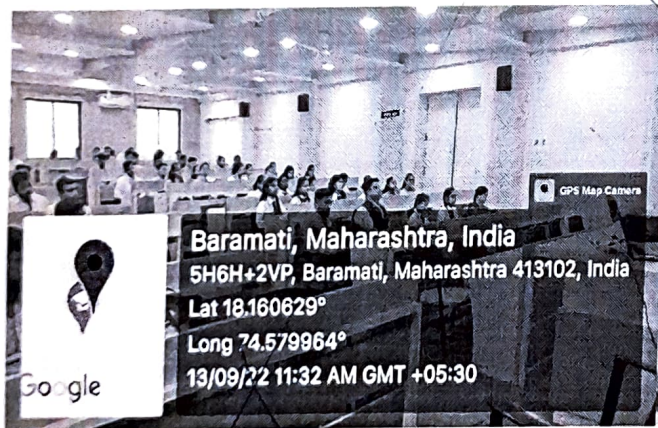 GPS Map Camera
Baramati, Maharashtra, India
5H6H+2VP, Baramati, Maharashtra 413102, India
Lat 18.160629°
Long 74.579964°
13/09/22 11:32 AM GMT +05:30
Google